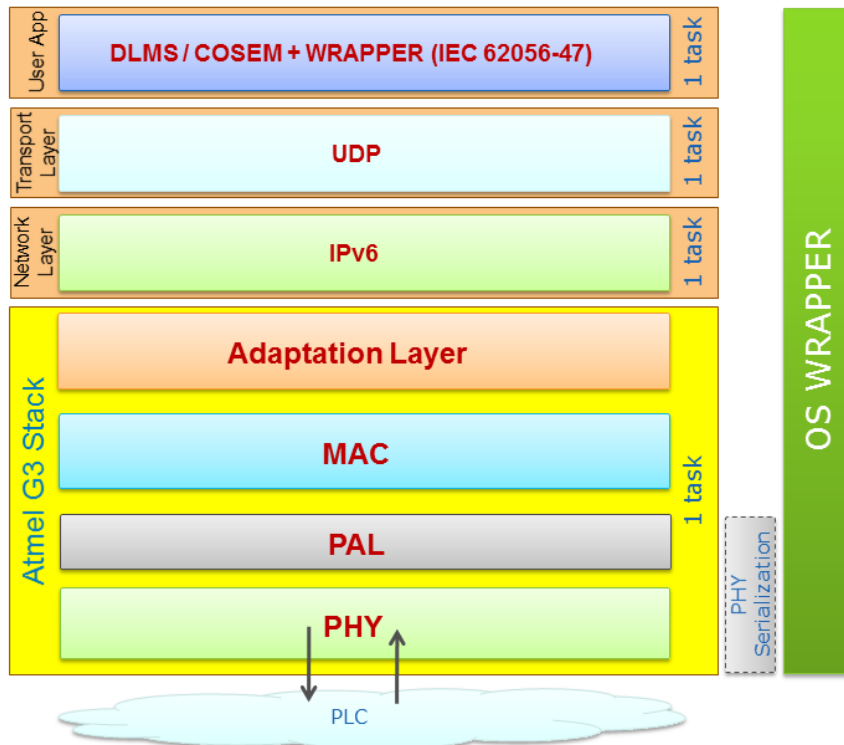 User App
DLMS / COSEM + WRAPPER (IEC 62056-47)
1 task
Transport
Layer
UDP
1 task
Network
Layer
IPv6
1 task
Atmel G3 Stack
Adaptation Layer
MAC
PAL
PHY
1 task
PHY
Serialization
OS WRAPPER
PLC